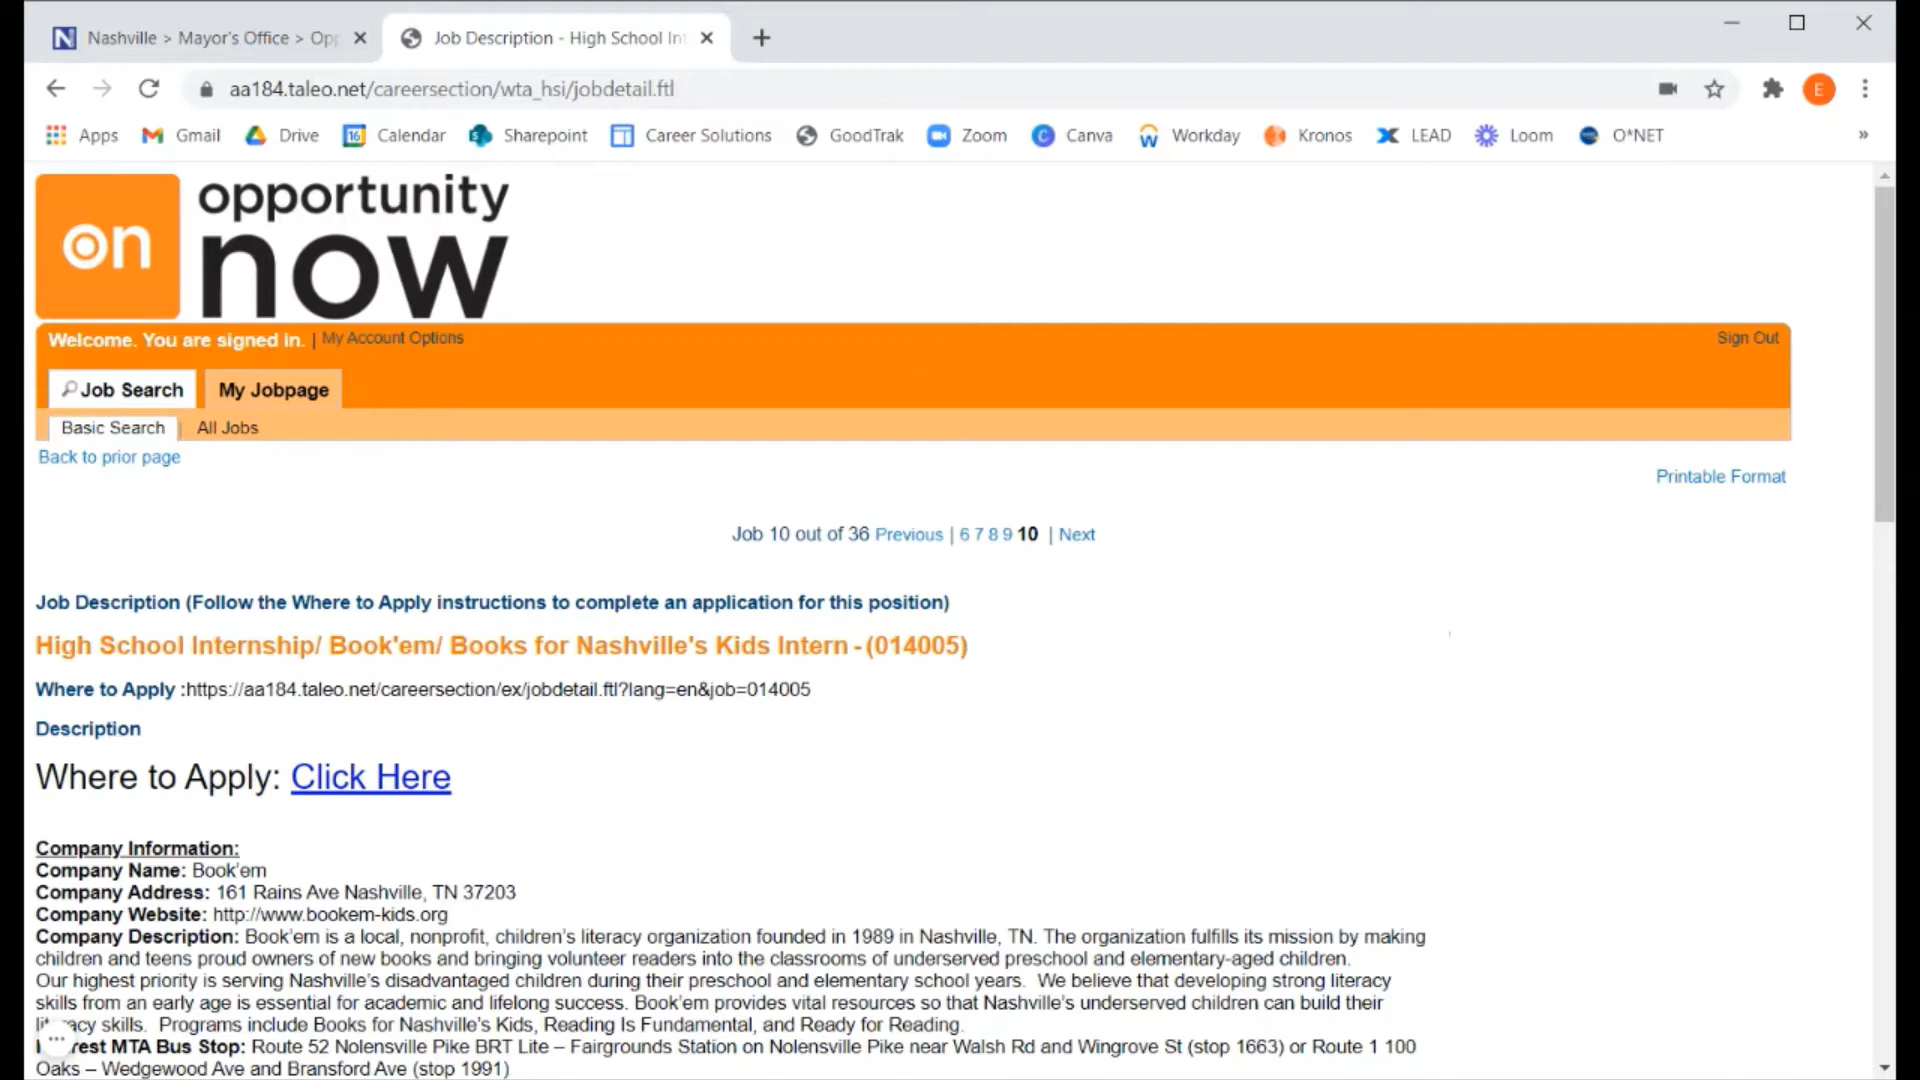 Nashville > Mayor's Office > Opp
Job Description - High School Int
aa184.taleo.net/careersection/wta_hsi/jobdetail.ftl
E
Apps
Gmail
Drive
16
Calendar
Sharepoint
Career Solutions
GoodTrak
Zoom
Canva
Workday
Kronos
LEAD
Loom
O*NET
»
on
opportunity
now
Welcome. You are signed in. | My Account Options
Sign Out
Job Search
My Jobpage
Basic Search | All Jobs
Back to prior page
Printable Format
Job 10 out of 36 Previous | 6 7 8 9 10 | Next
Job Description (Follow the Where to Apply instructions to complete an application for this position)
High School Internship/ Book'em/ Books for Nashville's Kids Intern - (014005)
Where to Apply :https://aa184.taleo.net/careersection/ex/jobdetail.ftl?lang=en&job=014005
Description
Where to Apply: Click Here
Company Information:
Company Name: Book'em
Company Address: 161 Rains Ave Nashville, TN 37203
Company Website: http://www.bookem-kids.org
Company Description: Book'em is a local, nonprofit, children's literacy organization founded in 1989 in Nashville, TN. The organization fulfills its mission by making
children and teens proud owners of new books and bringing volunteer readers into the classrooms of underserved preschool and elementary-aged children.
Our highest priority is serving Nashville's disadvantaged children during their preschool and elementary school years. We believe that developing strong literacy
skills from an early age is essential for academic and lifelong success. Book'em provides vital resources so that Nashville's underserved children can build their
skills. Programs include Books for Nashville's Kids, Reading Is Fundamental, and Ready for Reading.
MTA Bus Stop: Route 52 Nolensville Pike BRT Lite – Fairgrounds Station on Nolensville Pike near Walsh Rd and Wingrove St (stop 1663) or Route 1 100
Oaks – Wedgewood Ave and Bransford Ave (stop 1991)